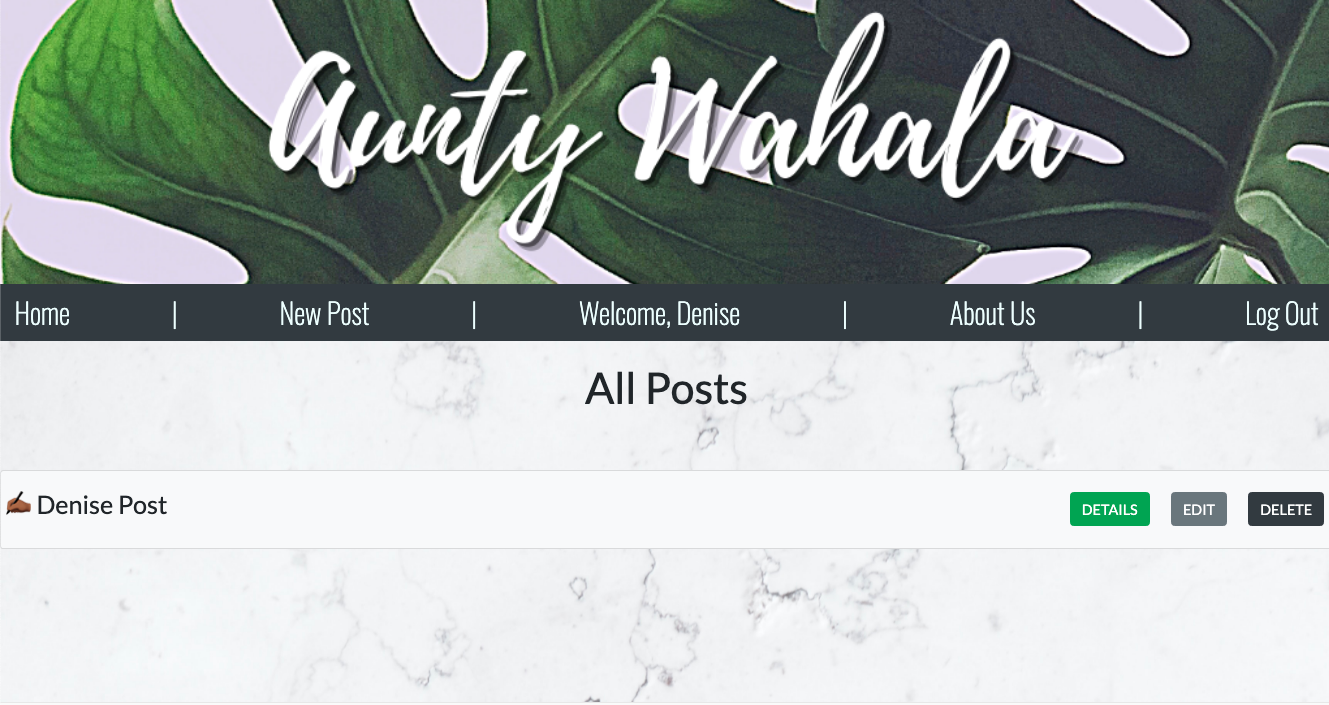 Aunty Wahala
Home | New Post | Welcome, Denise | About Us | Log Out
All Posts
✍🏾 Denise Post DETAILS EDIT DELETE